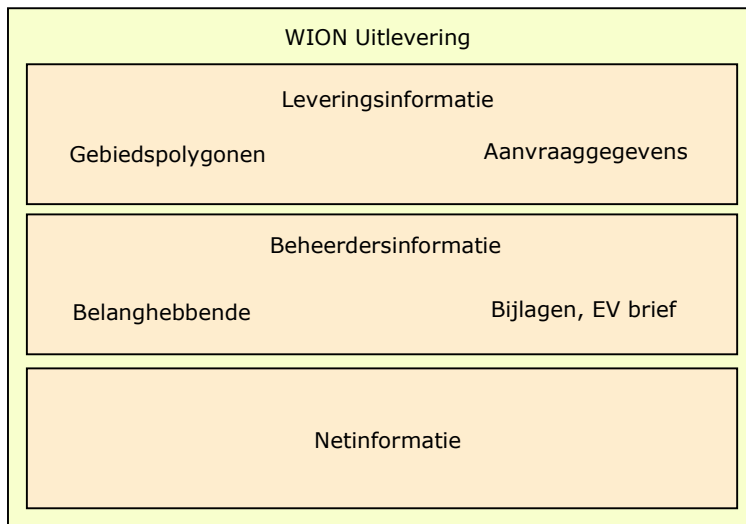 WION Uitlevering
Leveringsinformatie
Gebiedspolygonen
Aanvraaggegevens
Beheerdersinformatie
Belanghebbende
Bijlagen, EV brief
Netinformatie